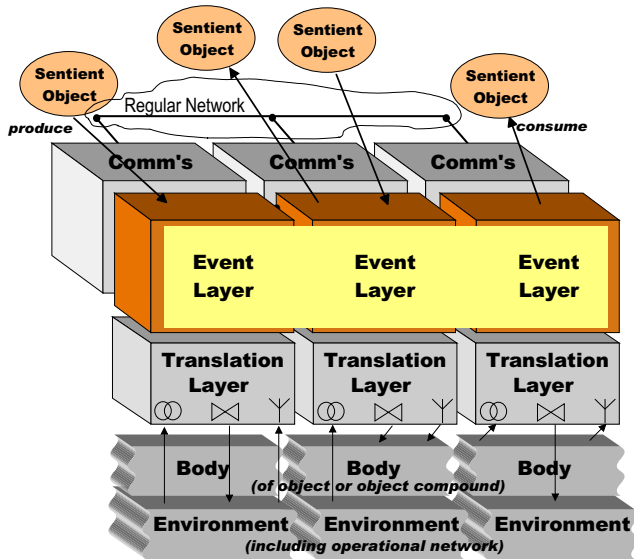 Sentient
Object
Sentient
Object
Sentient
Object
Sentient
Object
Regular Network
produce
consume
Comm's
Comm's
Comm's
Event
Layer
Event
Layer
Event
Layer
Translation
Layer
Translation
Layer
Translation
Layer
Body
Body
Body
(of object or object compound)
Environment
Environment
Environment
(including operational network)